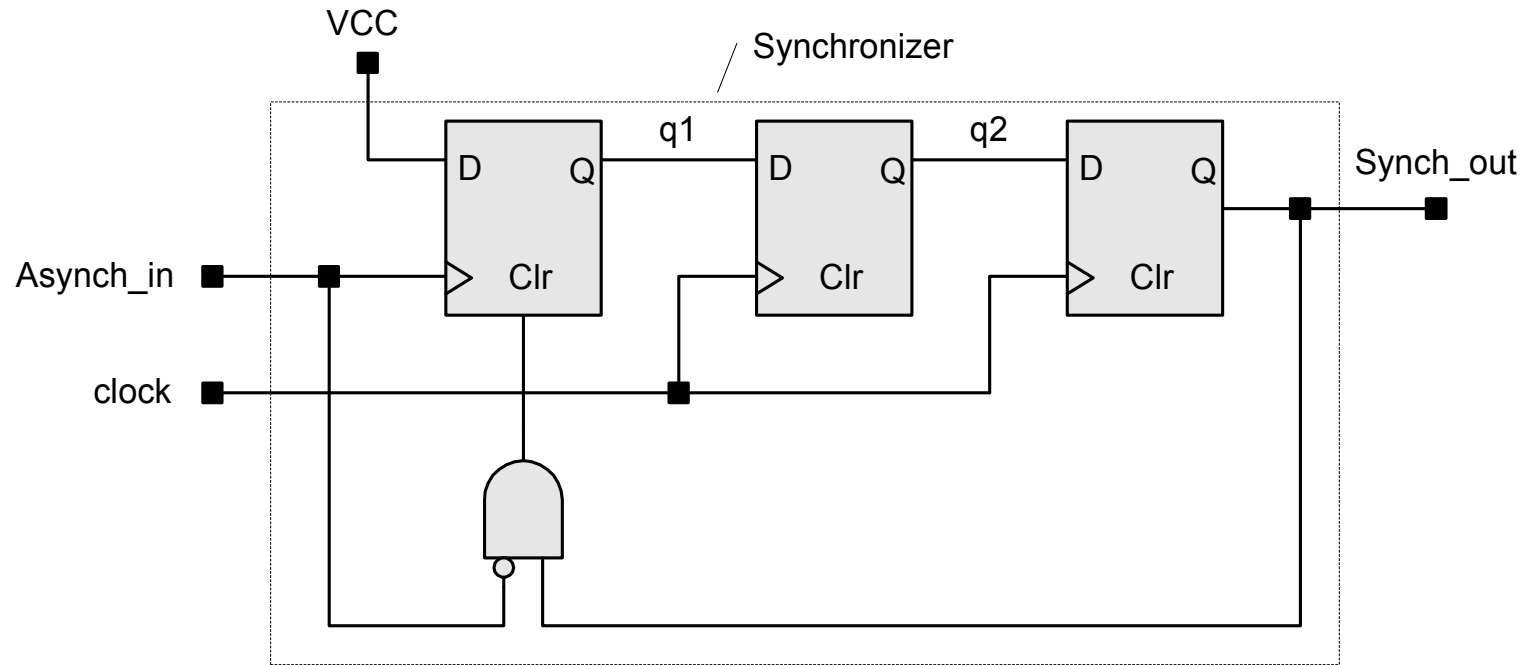 VCC
Synchronizer
q1
q2
D
Q
D
Q
D
Q
Synch_out
Asynch_in
Clr
Clr
Clr
clock